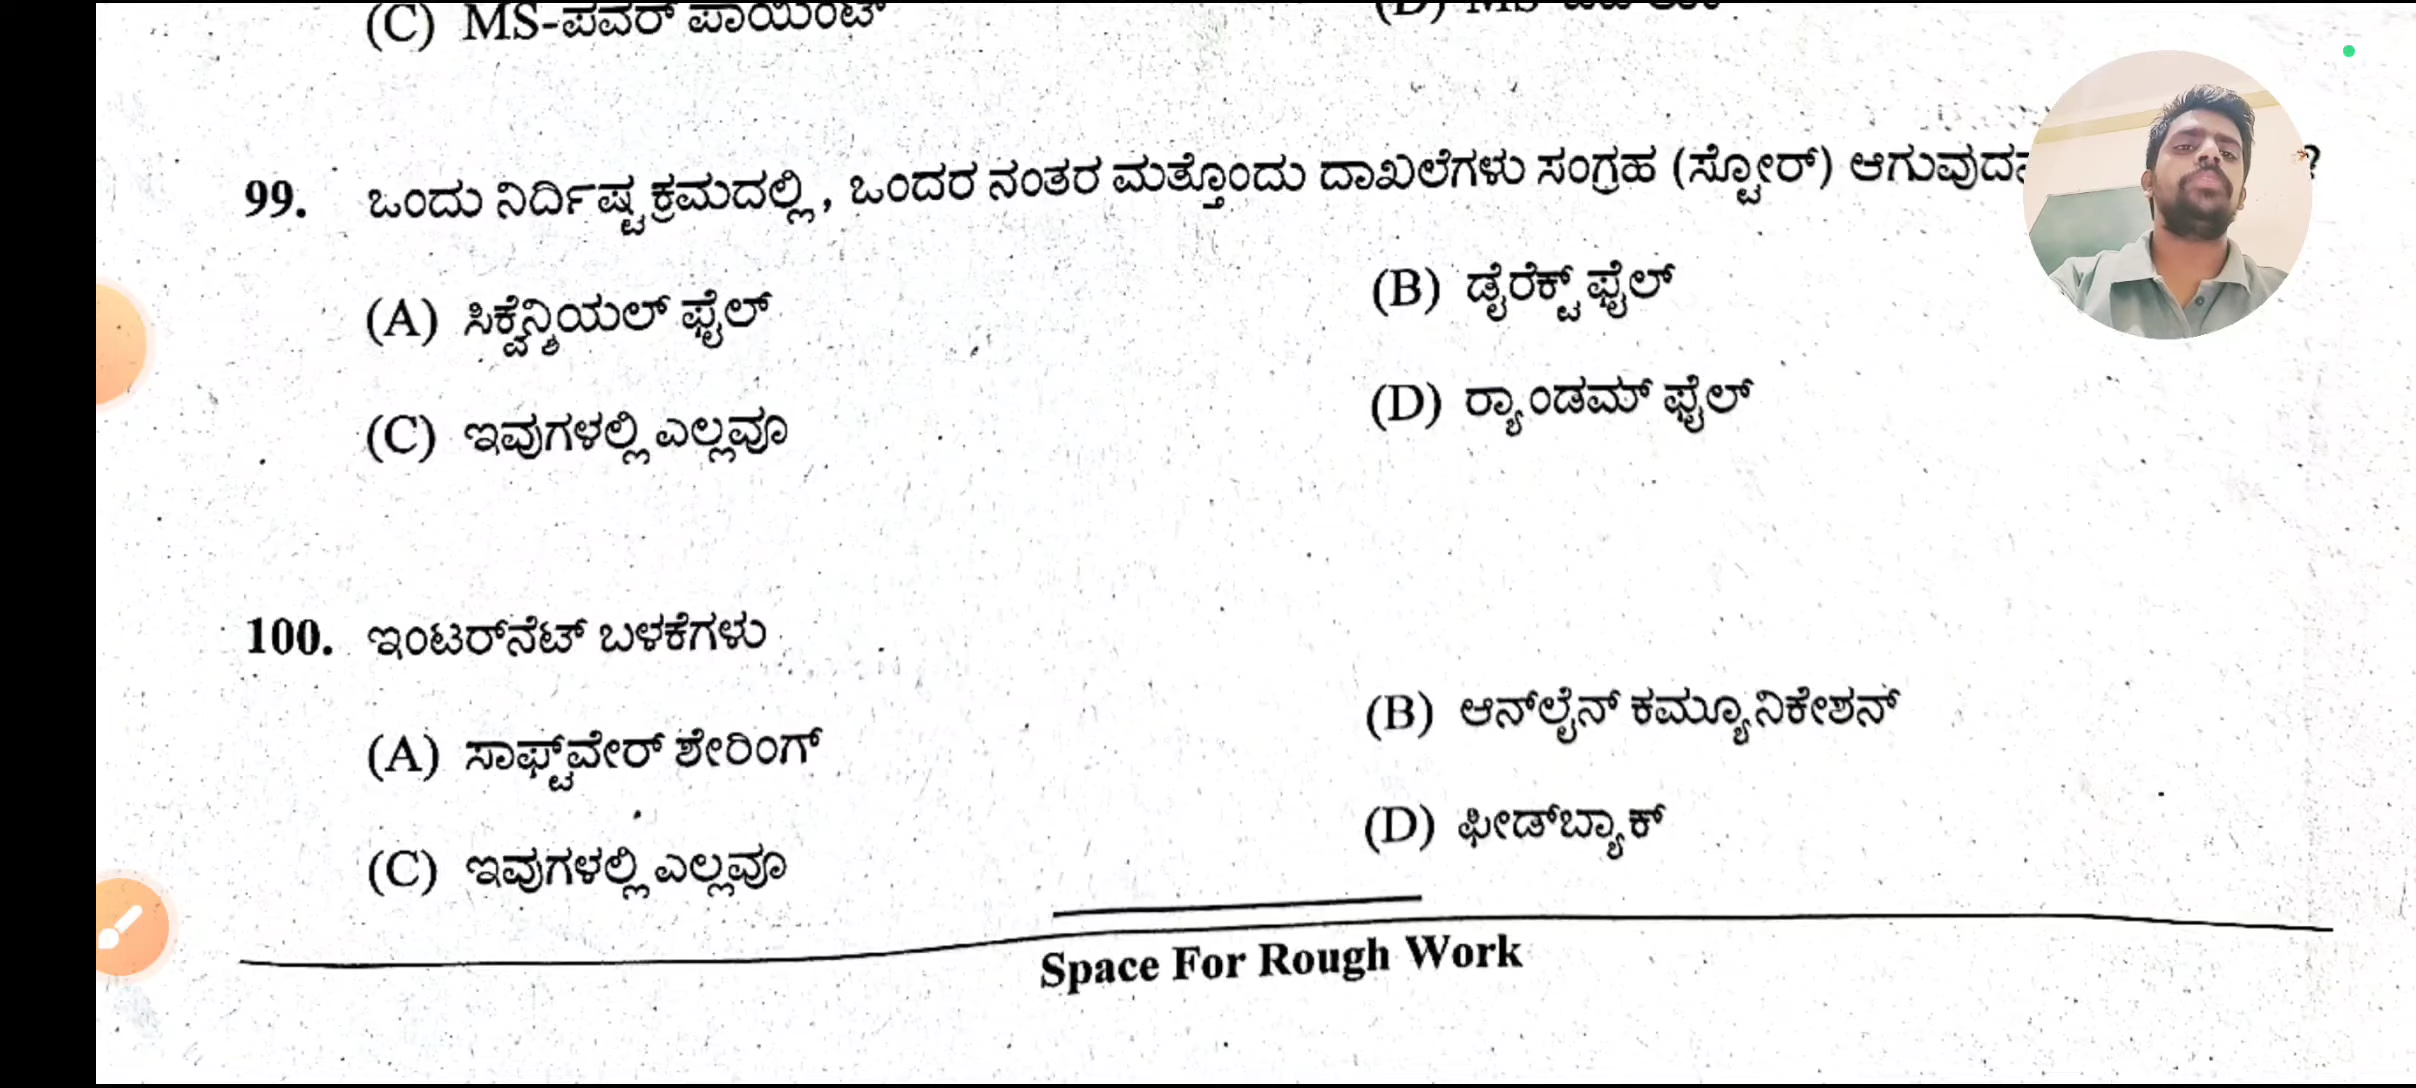 (C) MS-ಪವರ್ ಪಾಯಿಂಟ್
99. ಒಂದು ನಿರ್ದಿಷ್ಟ ಕ್ರಮದಲ್ಲಿ, ಒಂದರ ನಂತರ ಮತ್ತೊಂದು ದಾಖಲೆಗಳು ಸಂಗ್ರಹ (ಸ್ಟೋರ್) ?
(A) ಸಿಕ್ವೆನ್ಶಿಯಲ್ ಫೈಲ್
(B) ಡೈರೆಕ್ಟ್ ಫೈಲ್
(C) ಇವುಗಳಲ್ಲಿ ಎಲ್ಲವೂ
(D) ರ‍್ಯಾಂಡಮ್ ಫೈಲ್
100. ಇಂಟರ್‌ನೆಟ್ ಬಳಕೆಗಳು
(A) ಸಾಫ್ಟ್‌ವೇರ್ ಶೇರಿಂಗ್
(B) ಆನ್‌ಲೈನ್ ಕಮ್ಯೂನಿಕೇಶನ್
(C) ಇವುಗಳಲ್ಲಿ ಎಲ್ಲವೂ
(D) ಫೀಡ್‌ಬ್ಯಾಕ್
Space For Rough Work